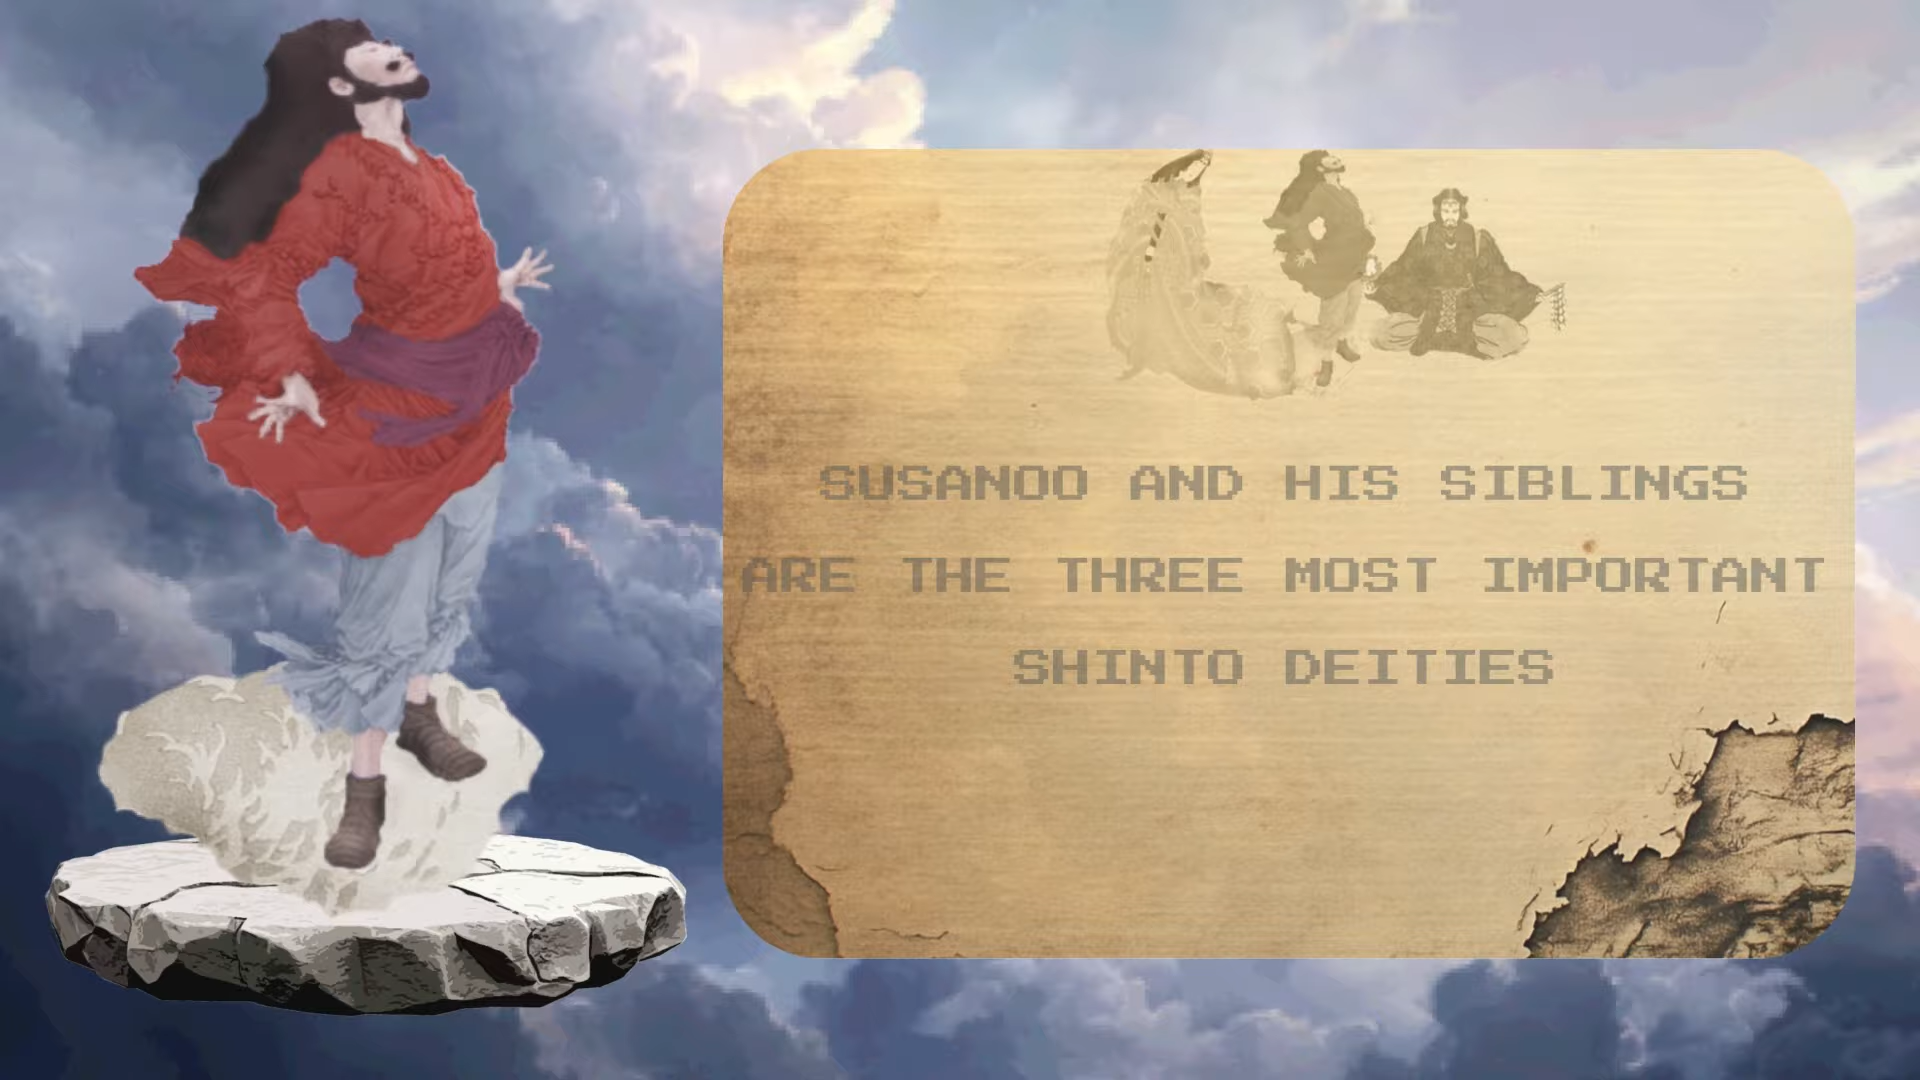 SUSANOO AND HIS SIBLINGS
ARE THE THREE MOST IMPORTANT
SHINTO DEITIES